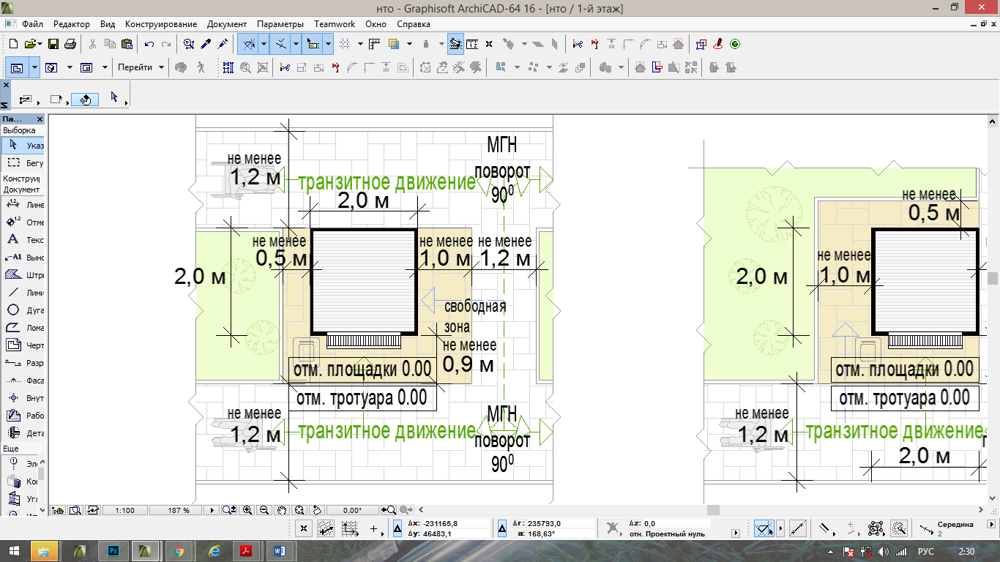 нто - Graphisoft ArchiCAD-64 16 - [нто / 1-й этаж]
Файл Редактор Вид Конструирование Документ Параметры Teamwork Окно Справка
Перейти
Па...
Выборка
Указ
Бегу
Конструи
Документ
Лине
Отме
Текс
Выно
Штри
Лини
Дуга
Лома
Черт
Разр
Фаса
Внут
Рабо
Дета
Еще
Эле
Кон
Угл
МГН
не менее
1,2 м
транзитное движение
поворот
90⁰
2,0 м
не менее
0,5 м
не менее
1,0 м
не менее
1,2 м
2,0 м
свободная
зона
не менее
0,9 м
отм. площадки 0.00
отм. тротуара 0.00
не менее
1,2 м
транзитное движение
МГН
поворот
90⁰
не менее
0,5 м
не менее
1,0 м
2,0 м
отм. площадки 0.00
отм. тротуара 0.00
не менее
1,2 м
транзитное движение
2,0 м
1:100 187 % 0,00°
Δx: -231165,8 Δr: 235793,0 Δz: 0,0 Середина
Δy: 46483,1 a: 168,63° отн. Проектный нуль 2
Ps РУС 2:30